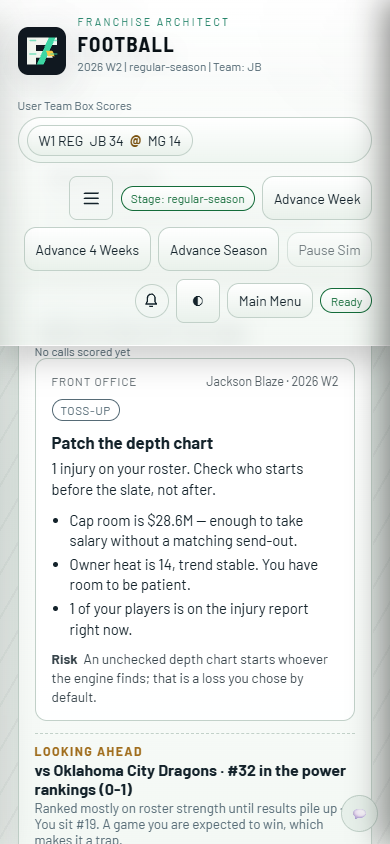 FRANCHISE ARCHITECT
FOOTBALL
2026 W2 | regular-season | Team: JB
User Team Box Scores
W1 REG JB 34 @ MG 14
Stage: regular-season
Advance Week
Advance 4 Weeks
Advance Season
Pause Sim
Main Menu
Ready
No calls scored yet
FRONT OFFICE
Jackson Blaze · 2026 W2
TOSS-UP
Patch the depth chart
1 injury on your roster. Check who starts
before the slate, not after.
• Cap room is $28.6M — enough to take
salary without a matching send-out.
• Owner heat is 14, trend stable. You have
room to be patient.
• 1 of your players is on the injury report
right now.
Risk An unchecked depth chart starts whoever
the engine finds; that is a loss you chose by
default.
LOOKING AHEAD
vs Oklahoma City Dragons · #32 in the power
rankings (0-1)
Ranked mostly on roster strength until results pile up ·
You sit #19. A game you are expected to win, which
makes it a trap.